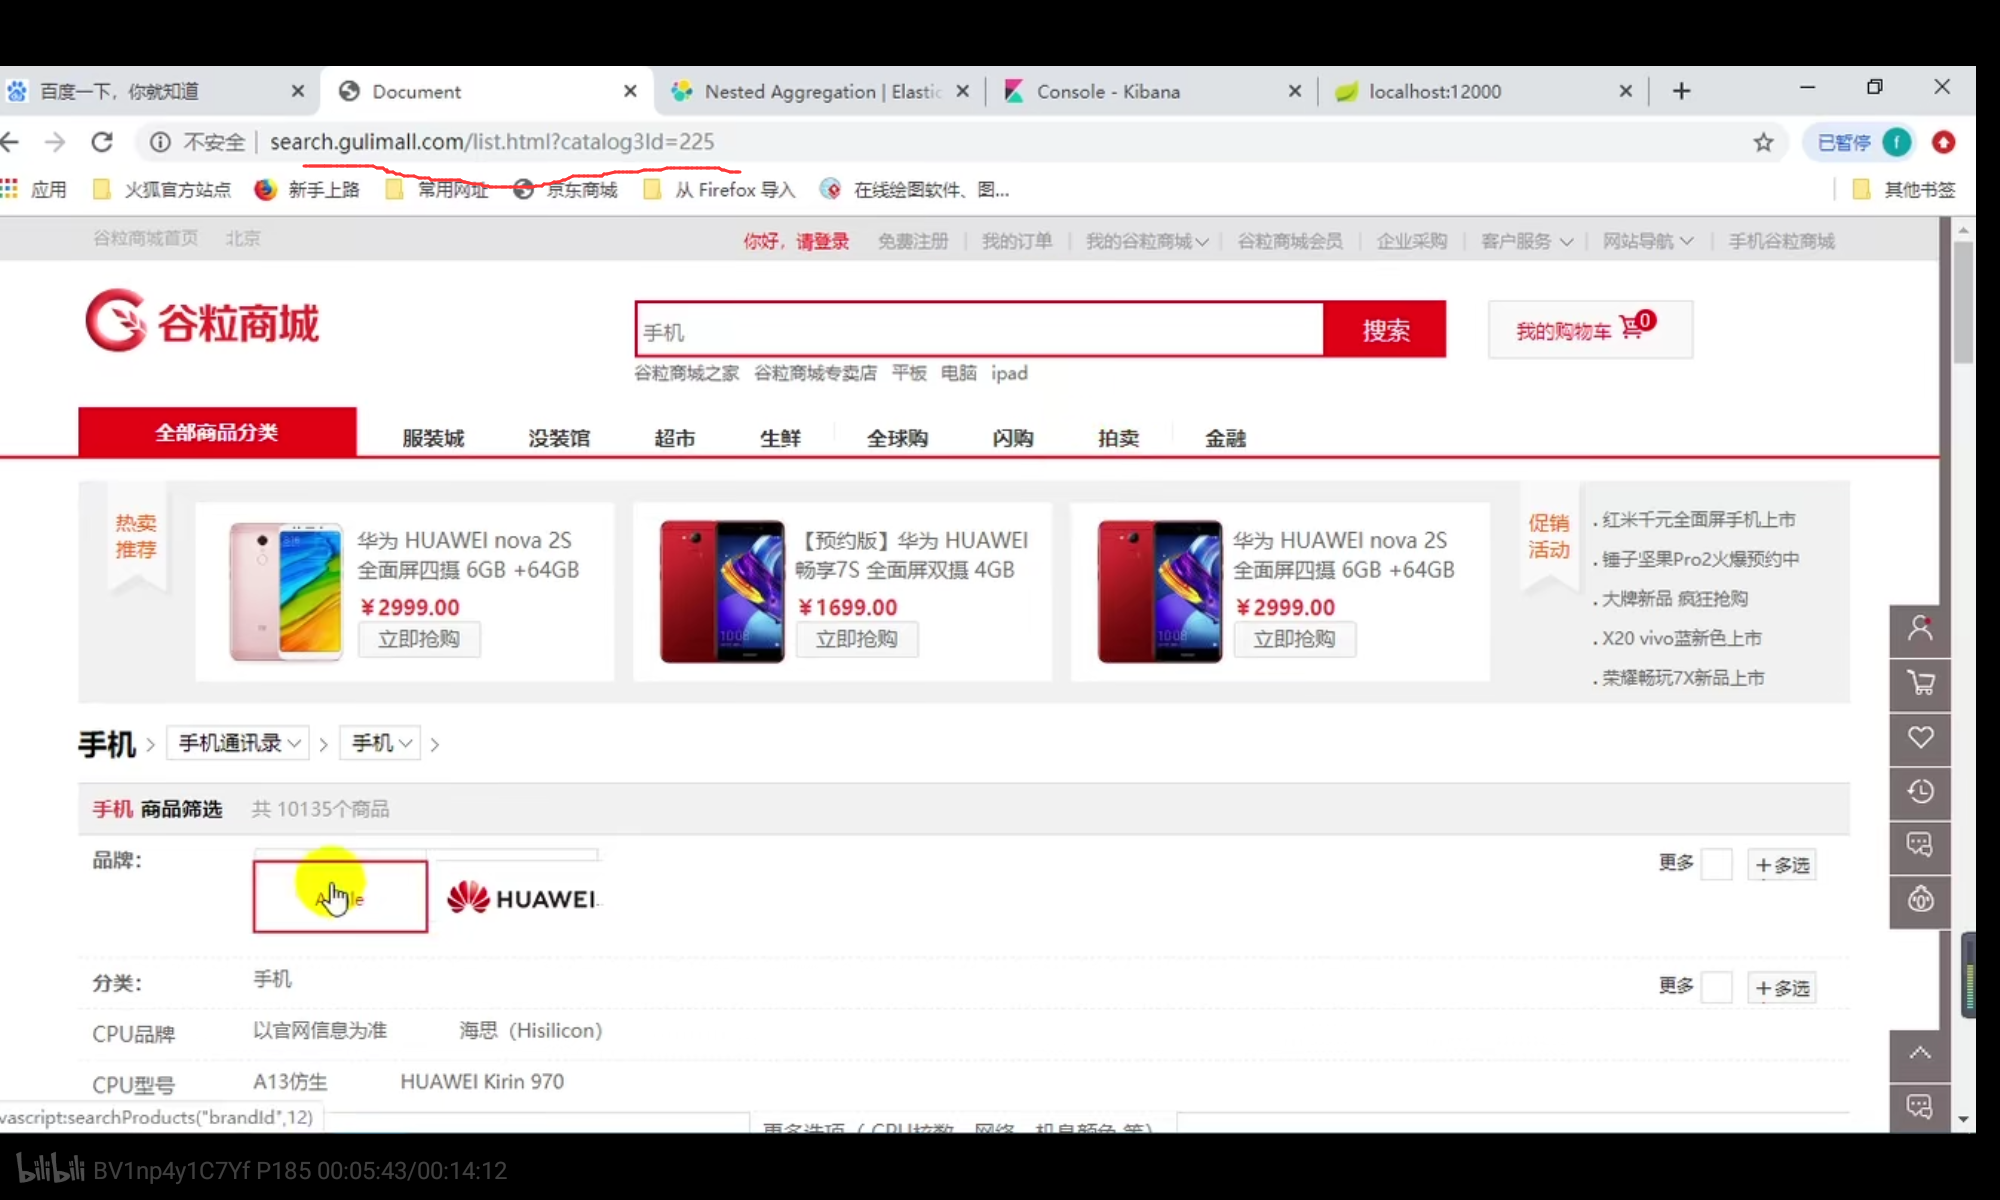 百度一下，你就知道 Document Nested Aggregation | Elastic Console - Kibana localhost:12000
不安全 search.gulimall.com/list.html?catalog3Id=225 已暂停 f
应用 火狐官方站点 新手上路 常用网址 京东商城 从 Firefox 导入 在线绘图软件、图... 其他书签
谷粒商城首页 北京 你好，请登录 免费注册 我的订单 我的谷粒商城 谷粒商城会员 企业采购 客户服务 网站导航 手机谷粒商城
谷粒商城 手机 搜索 我的购物车 0
谷粒商城之家 谷粒商城专卖店 平板 电脑 ipad
全部商品分类 服装城 没装馆 超市 生鲜 全球购 闪购 拍卖 金融
热卖
推荐
华为 HUAWEI nova 2S
全面屏四摄 6GB +64GB
¥2999.00
立即抢购
【预约版】华为 HUAWEI
畅享7S 全面屏双摄 4GB
¥1699.00
立即抢购
华为 HUAWEI nova 2S
全面屏四摄 6GB +64GB
¥2999.00
立即抢购
促销
活动
. 红米千元全面屏手机上市
. 锤子坚果Pro2火爆预约中
. 大牌新品 疯狂抢购
. X20 vivo蓝新色上市
. 荣耀畅玩7X新品上市
手机 > 手机通讯录 > 手机 >
手机 商品筛选 共 10135个商品
品牌： HUAWEI 更多 +多选
分类： 手机 更多 +多选
CPU品牌 以官网信息为准 海思（Hisilicon）
CPU型号 A13仿生 HUAWEI Kirin 970
vascript:searchProducts("brandId",12)
更多选项（ CPU核数、网络、机身颜色 等）
bilibili BV1np4y1C7Yf P185 00:05:43/00:14:12